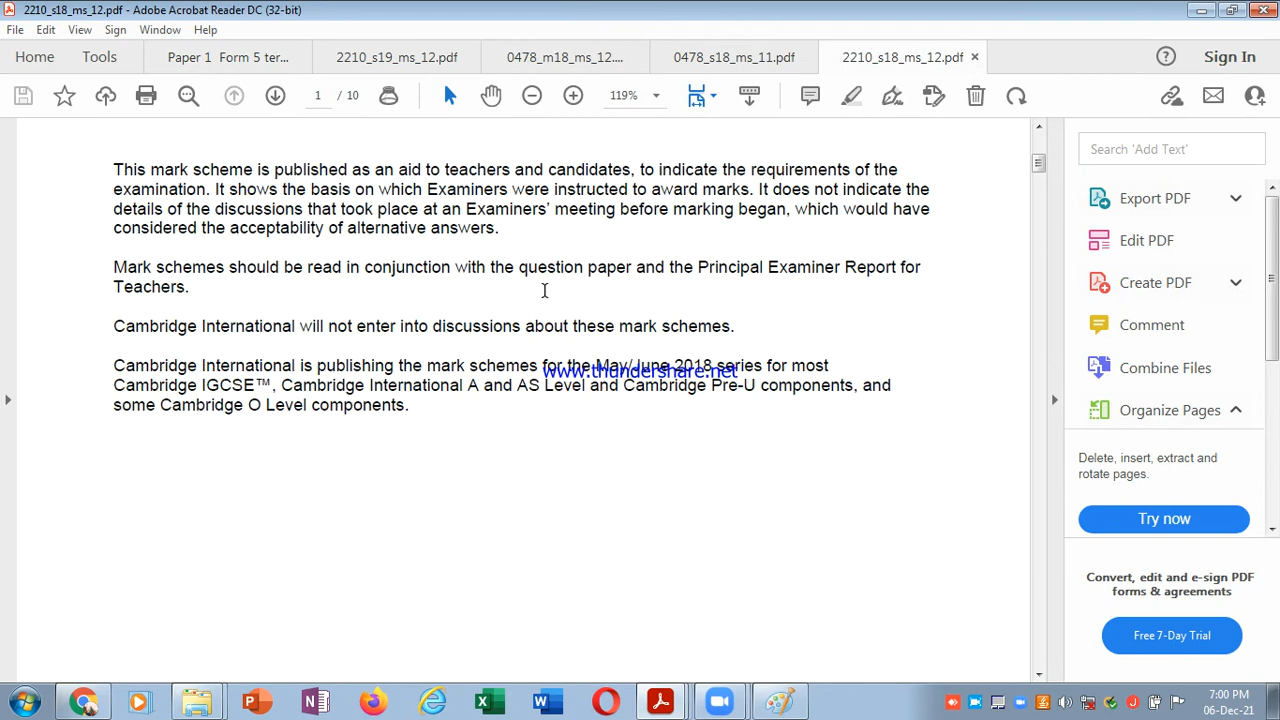 2210_s18_ms_12.pdf - Adobe Acrobat Reader DC (32-bit)
File Edit View Sign Window Help
Home Tools Paper 1 Form 5 ter... 2210_s19_ms_12.pdf 0478_m18_ms_12.... 0478_s18_ms_11.pdf 2210_s18_ms_12.pdf × Sign In
1 / 10 119%
This mark scheme is published as an aid to teachers and candidates, to indicate the requirements of the
examination. It shows the basis on which Examiners were instructed to award marks. It does not indicate the
details of the discussions that took place at an Examiners’ meeting before marking began, which would have
considered the acceptability of alternative answers.
Mark schemes should be read in conjunction with the question paper and the Principal Examiner Report for
Teachers.
Cambridge International will not enter into discussions about these mark schemes.
Cambridge International is publishing the mark schemes for the May/June 2018 series for most
www.thundershare.net
Cambridge IGCSE™, Cambridge International A and AS Level and Cambridge Pre-U components, and
some Cambridge O Level components.
Search 'Add Text'
Export PDF
Edit PDF
Create PDF
Comment
Combine Files
Organize Pages
Delete, insert, extract and
rotate pages.
Try now
Convert, edit and e-sign PDF
forms & agreements
Free 7-Day Trial
7:00 PM
06-Dec-21